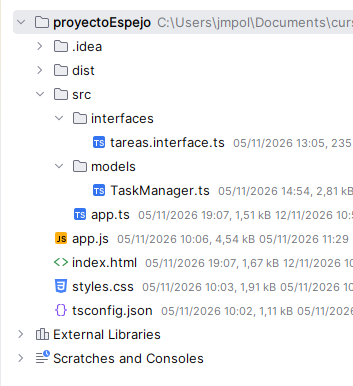 proyectoEspejo C:\Users\jmpol\Documents\curs
.idea
dist
src
interfaces
tareas.interface.ts 05/11/2026 13:05, 235
models
TaskManager.ts 05/11/2026 14:54, 2,81 kB
app.ts 05/11/2026 19:07, 1,51 kB 12/11/2026 10:5
app.js 05/11/2026 10:06, 4,54 kB 05/11/2026 11:29
index.html 05/11/2026 19:07, 1,67 kB 12/11/2026 10
styles.css 05/11/2026 10:03, 1,91 kB 05/11/2026 10
tsconfig.json 05/11/2026 10:02, 1,11 kB 05/11/2026
External Libraries
Scratches and Consoles